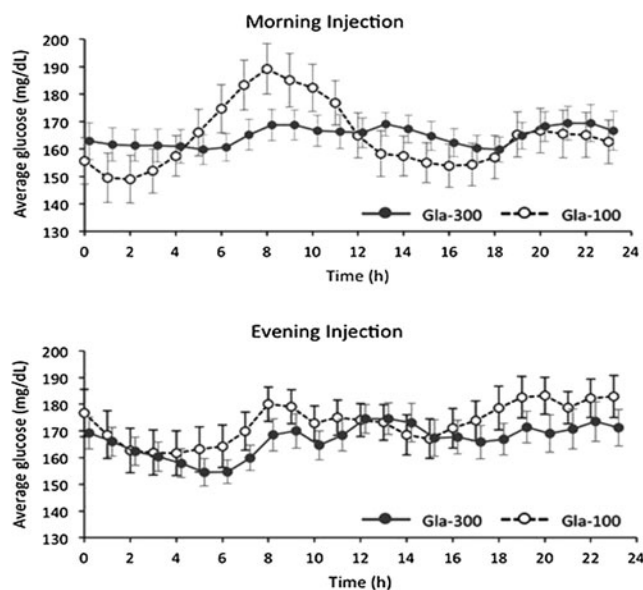 Morning Injection
Average glucose (mg/dL)
200
190
180
170
160
150
140
130
Gla-300 Gla-100
0 2 4 6 8 10 12 14 16 18 20 22 24
Time (h)
Evening Injection
Average glucose (mg/dL)
200
190
180
170
160
150
140
130
Gla-300 Gla-100
0 2 4 6 8 10 12 14 16 18 20 22 24
Time (h)